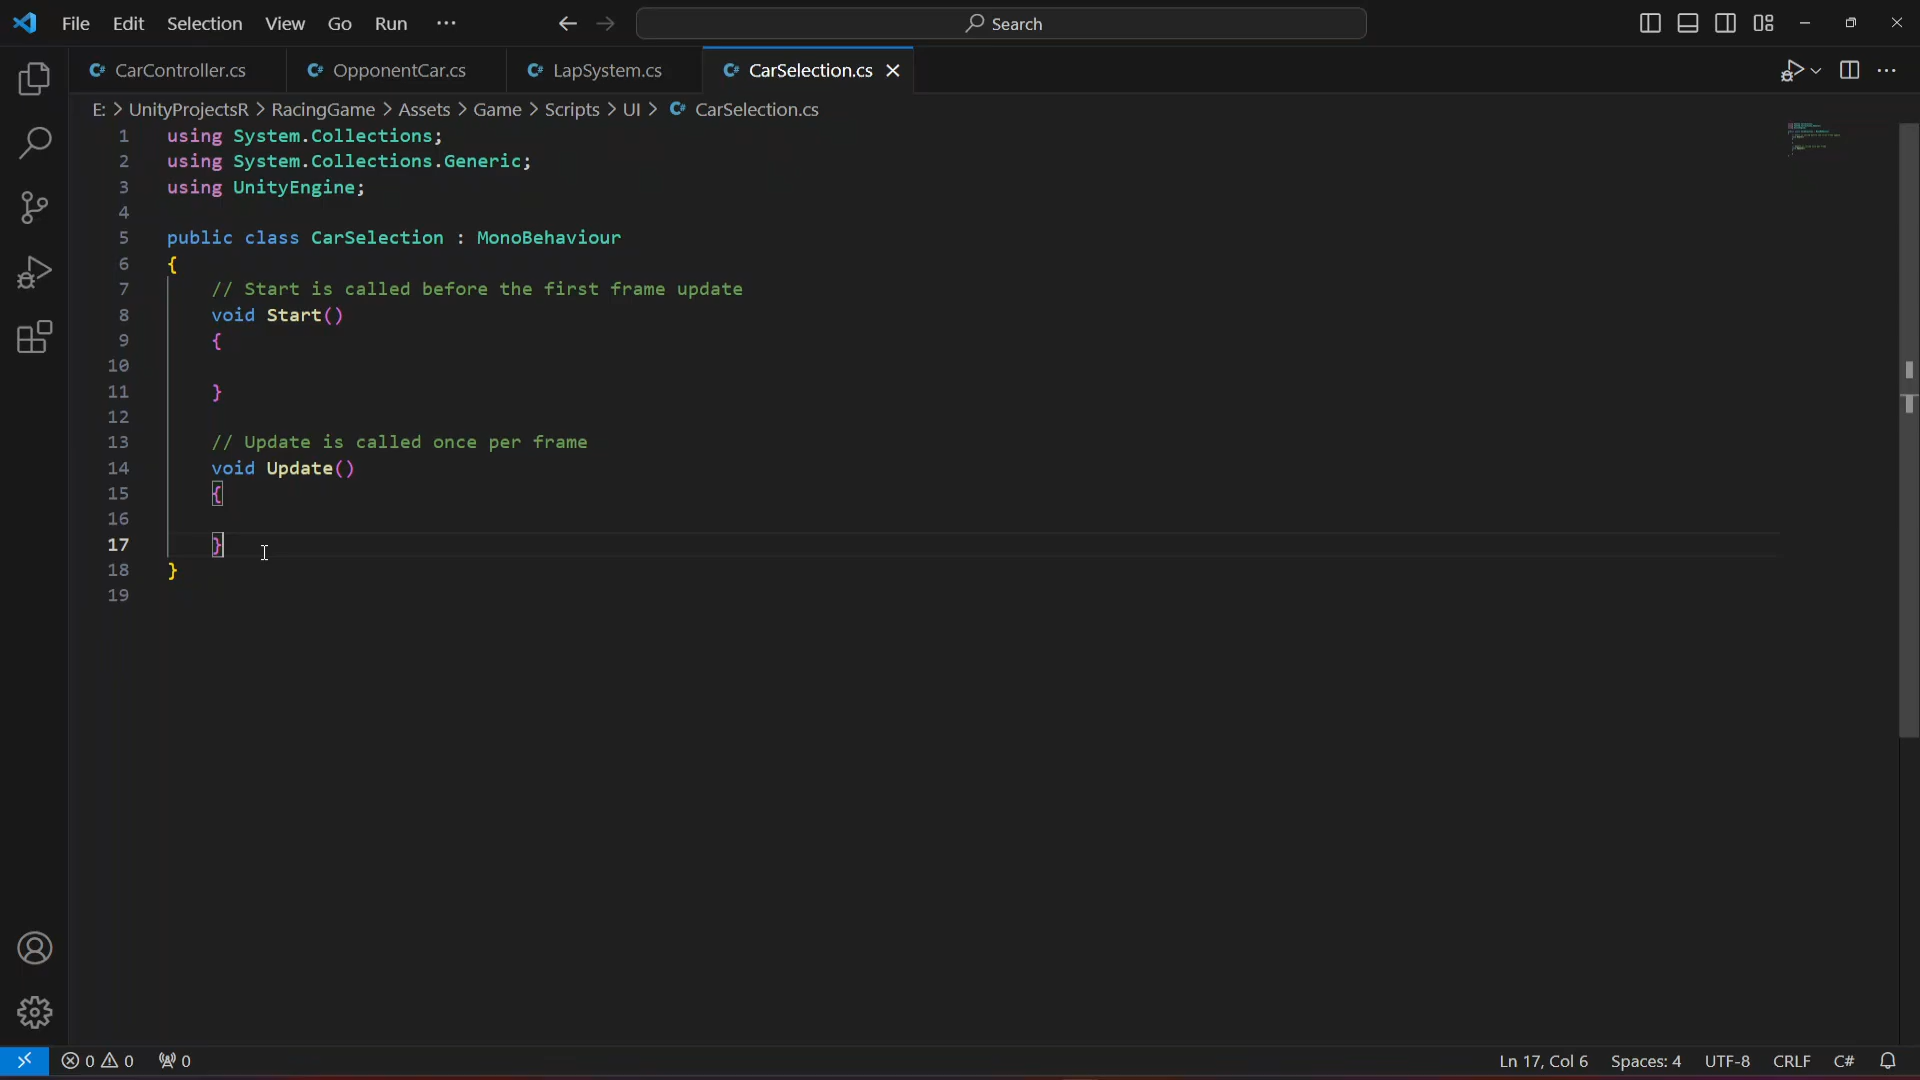 File Edit Selection View Go Run ··· Search
CarController.cs OpponentCar.cs LapSystem.cs CarSelection.cs
E: > UnityProjectsR > RacingGame > Assets > Game > Scripts > UI > CarSelection.cs
1 using System.Collections;
2 using System.Collections.Generic;
3 using UnityEngine;
4
5 public class CarSelection : MonoBehaviour
6 {
7 // Start is called before the first frame update
8 void Start()
9 {
10
11 }
12
13 // Update is called once per frame
14 void Update()
15 {
16
17 }
18 }
19
0 0 0 Ln 17, Col 6 Spaces: 4 UTF-8 CRLF C#